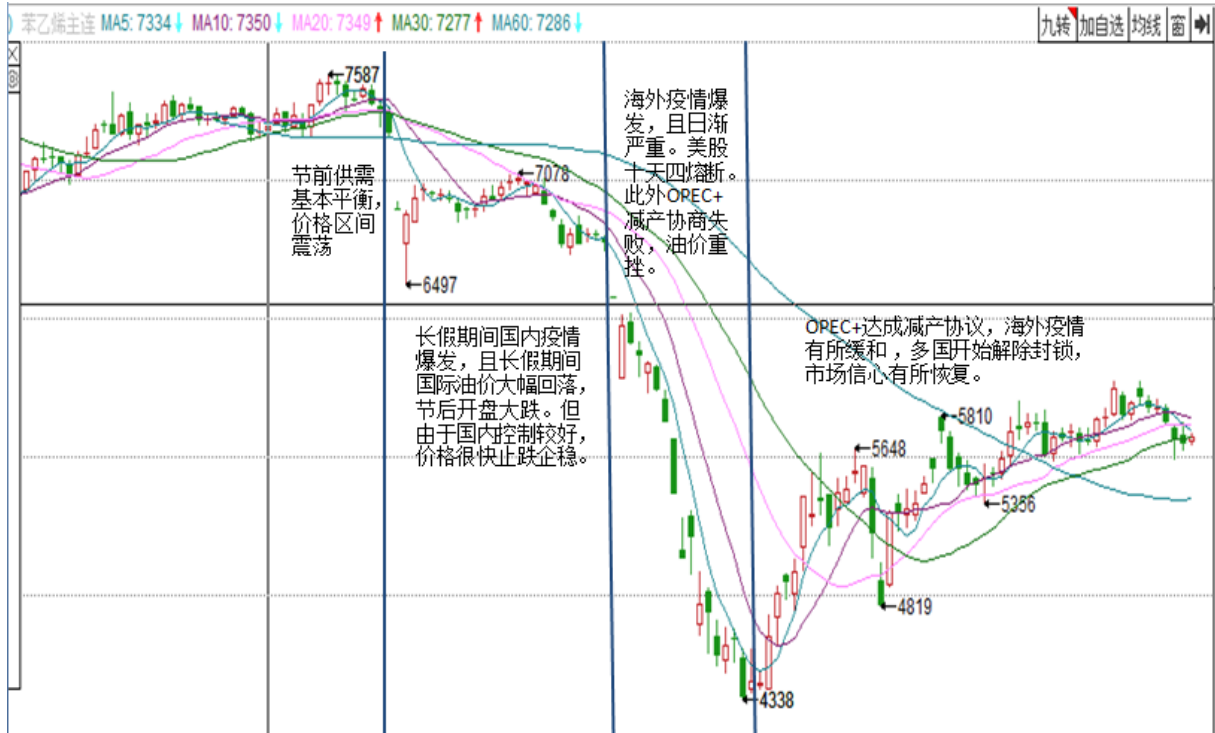 苯乙烯主连 MA5: 7334↓ MA10: 7350↓ MA20: 7349↑ MA30: 7277↑ MA60: 7286↓
九转 加自选 均线 窗
←7587
海外疫情爆
发，且日渐
严重。美股
十天四熔断。
此外OPEC+
减产协商失
败，油价重
挫。
节前供需
基本平衡，
价格区间
震荡
←7078
←6497
长假期间国内疫情
爆发，且长假期间
国际油价大幅回落，
节后开盘大跌。但
由于国内控制较好，
价格很快止跌企稳。
OPEC+达成减产协议，海外疫情
有所缓和，多国开始解除封锁，
市场信心有所恢复。
←5810
←5648
←5356
←4819
←4338